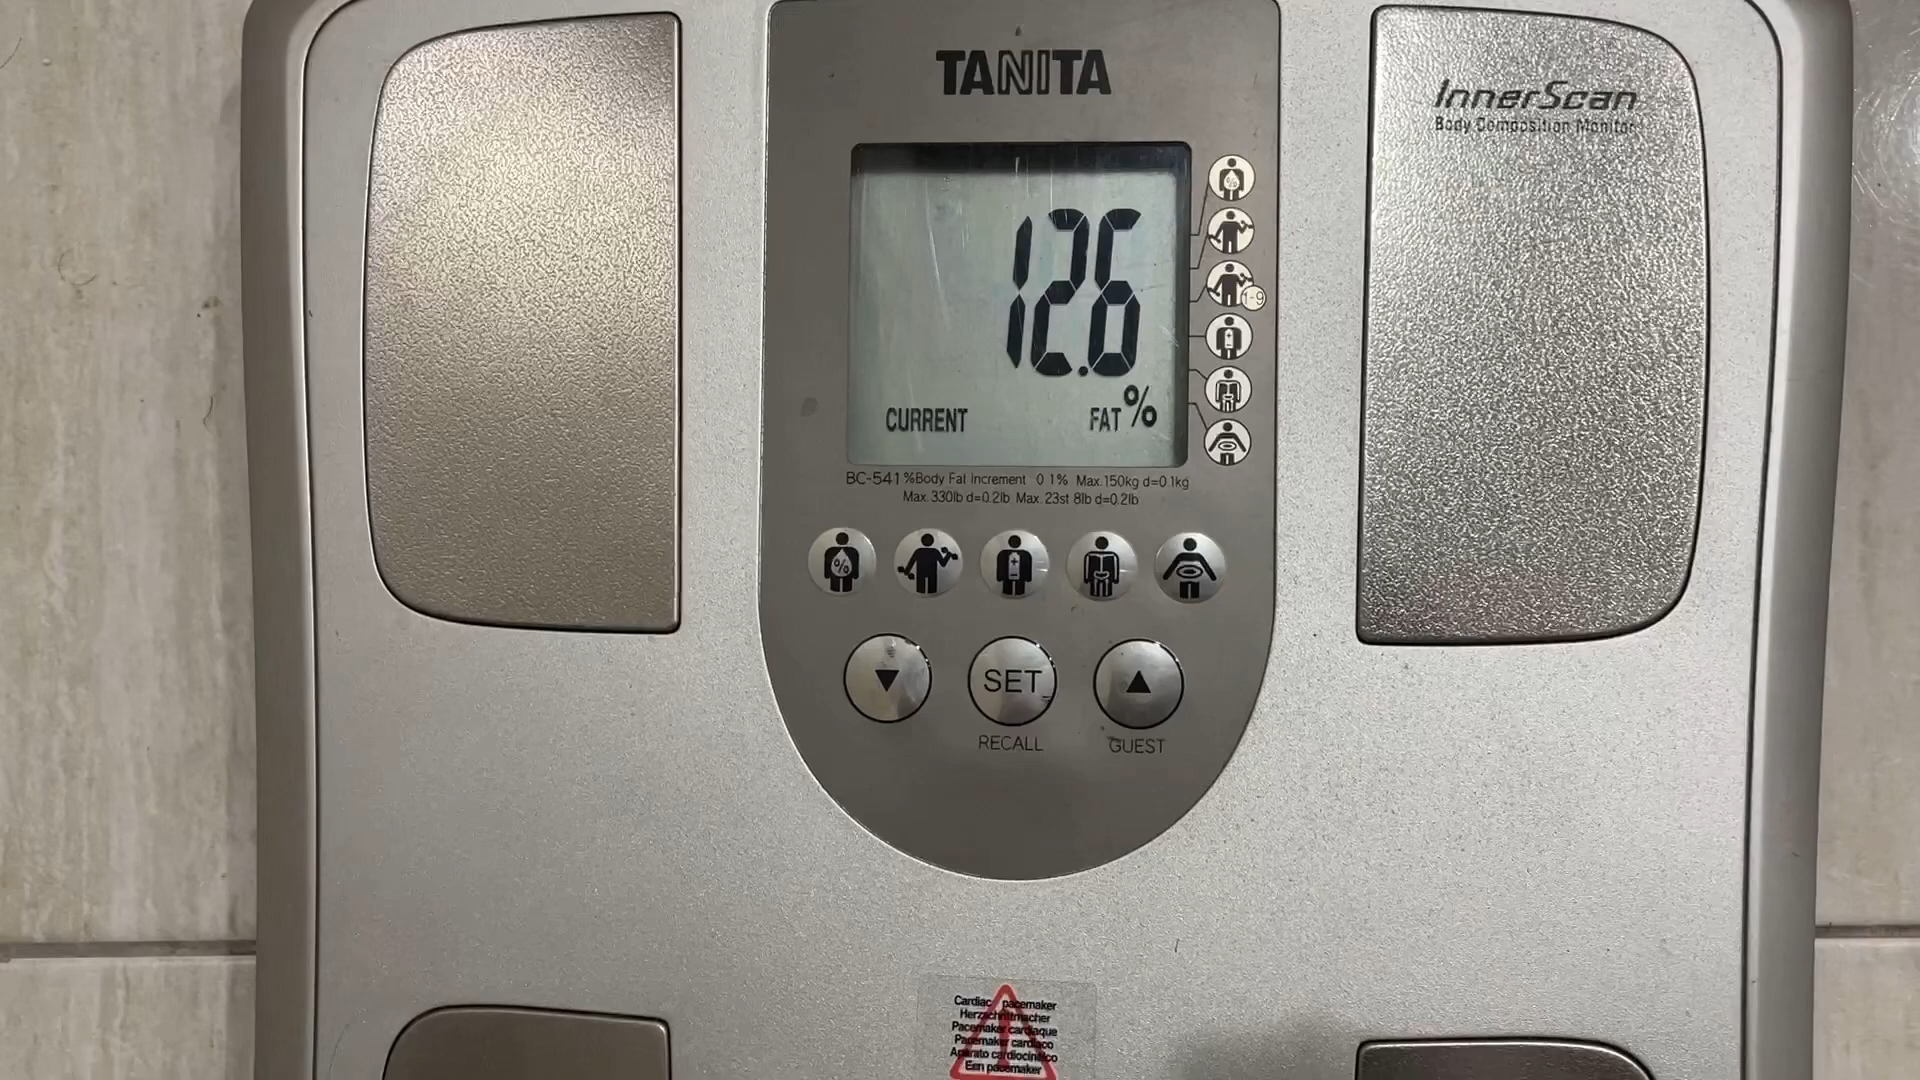 TANITA
InnerScan
Body Composition Monitor
12.6
CURRENT FAT %
1-9
BC-541 %Body Fat Increment 0.1% Max.150kg d=0.1kg
Max.330lb d=0.2lb Max.23st 8lb d=0.2lb
%
SET
RECALL
GUEST
Cardiac pacemaker
Herzschrittmacher
Pacemaker cardiaque
Pacemaker cardiaco
Aparato cardiocinético
Een pacemaker